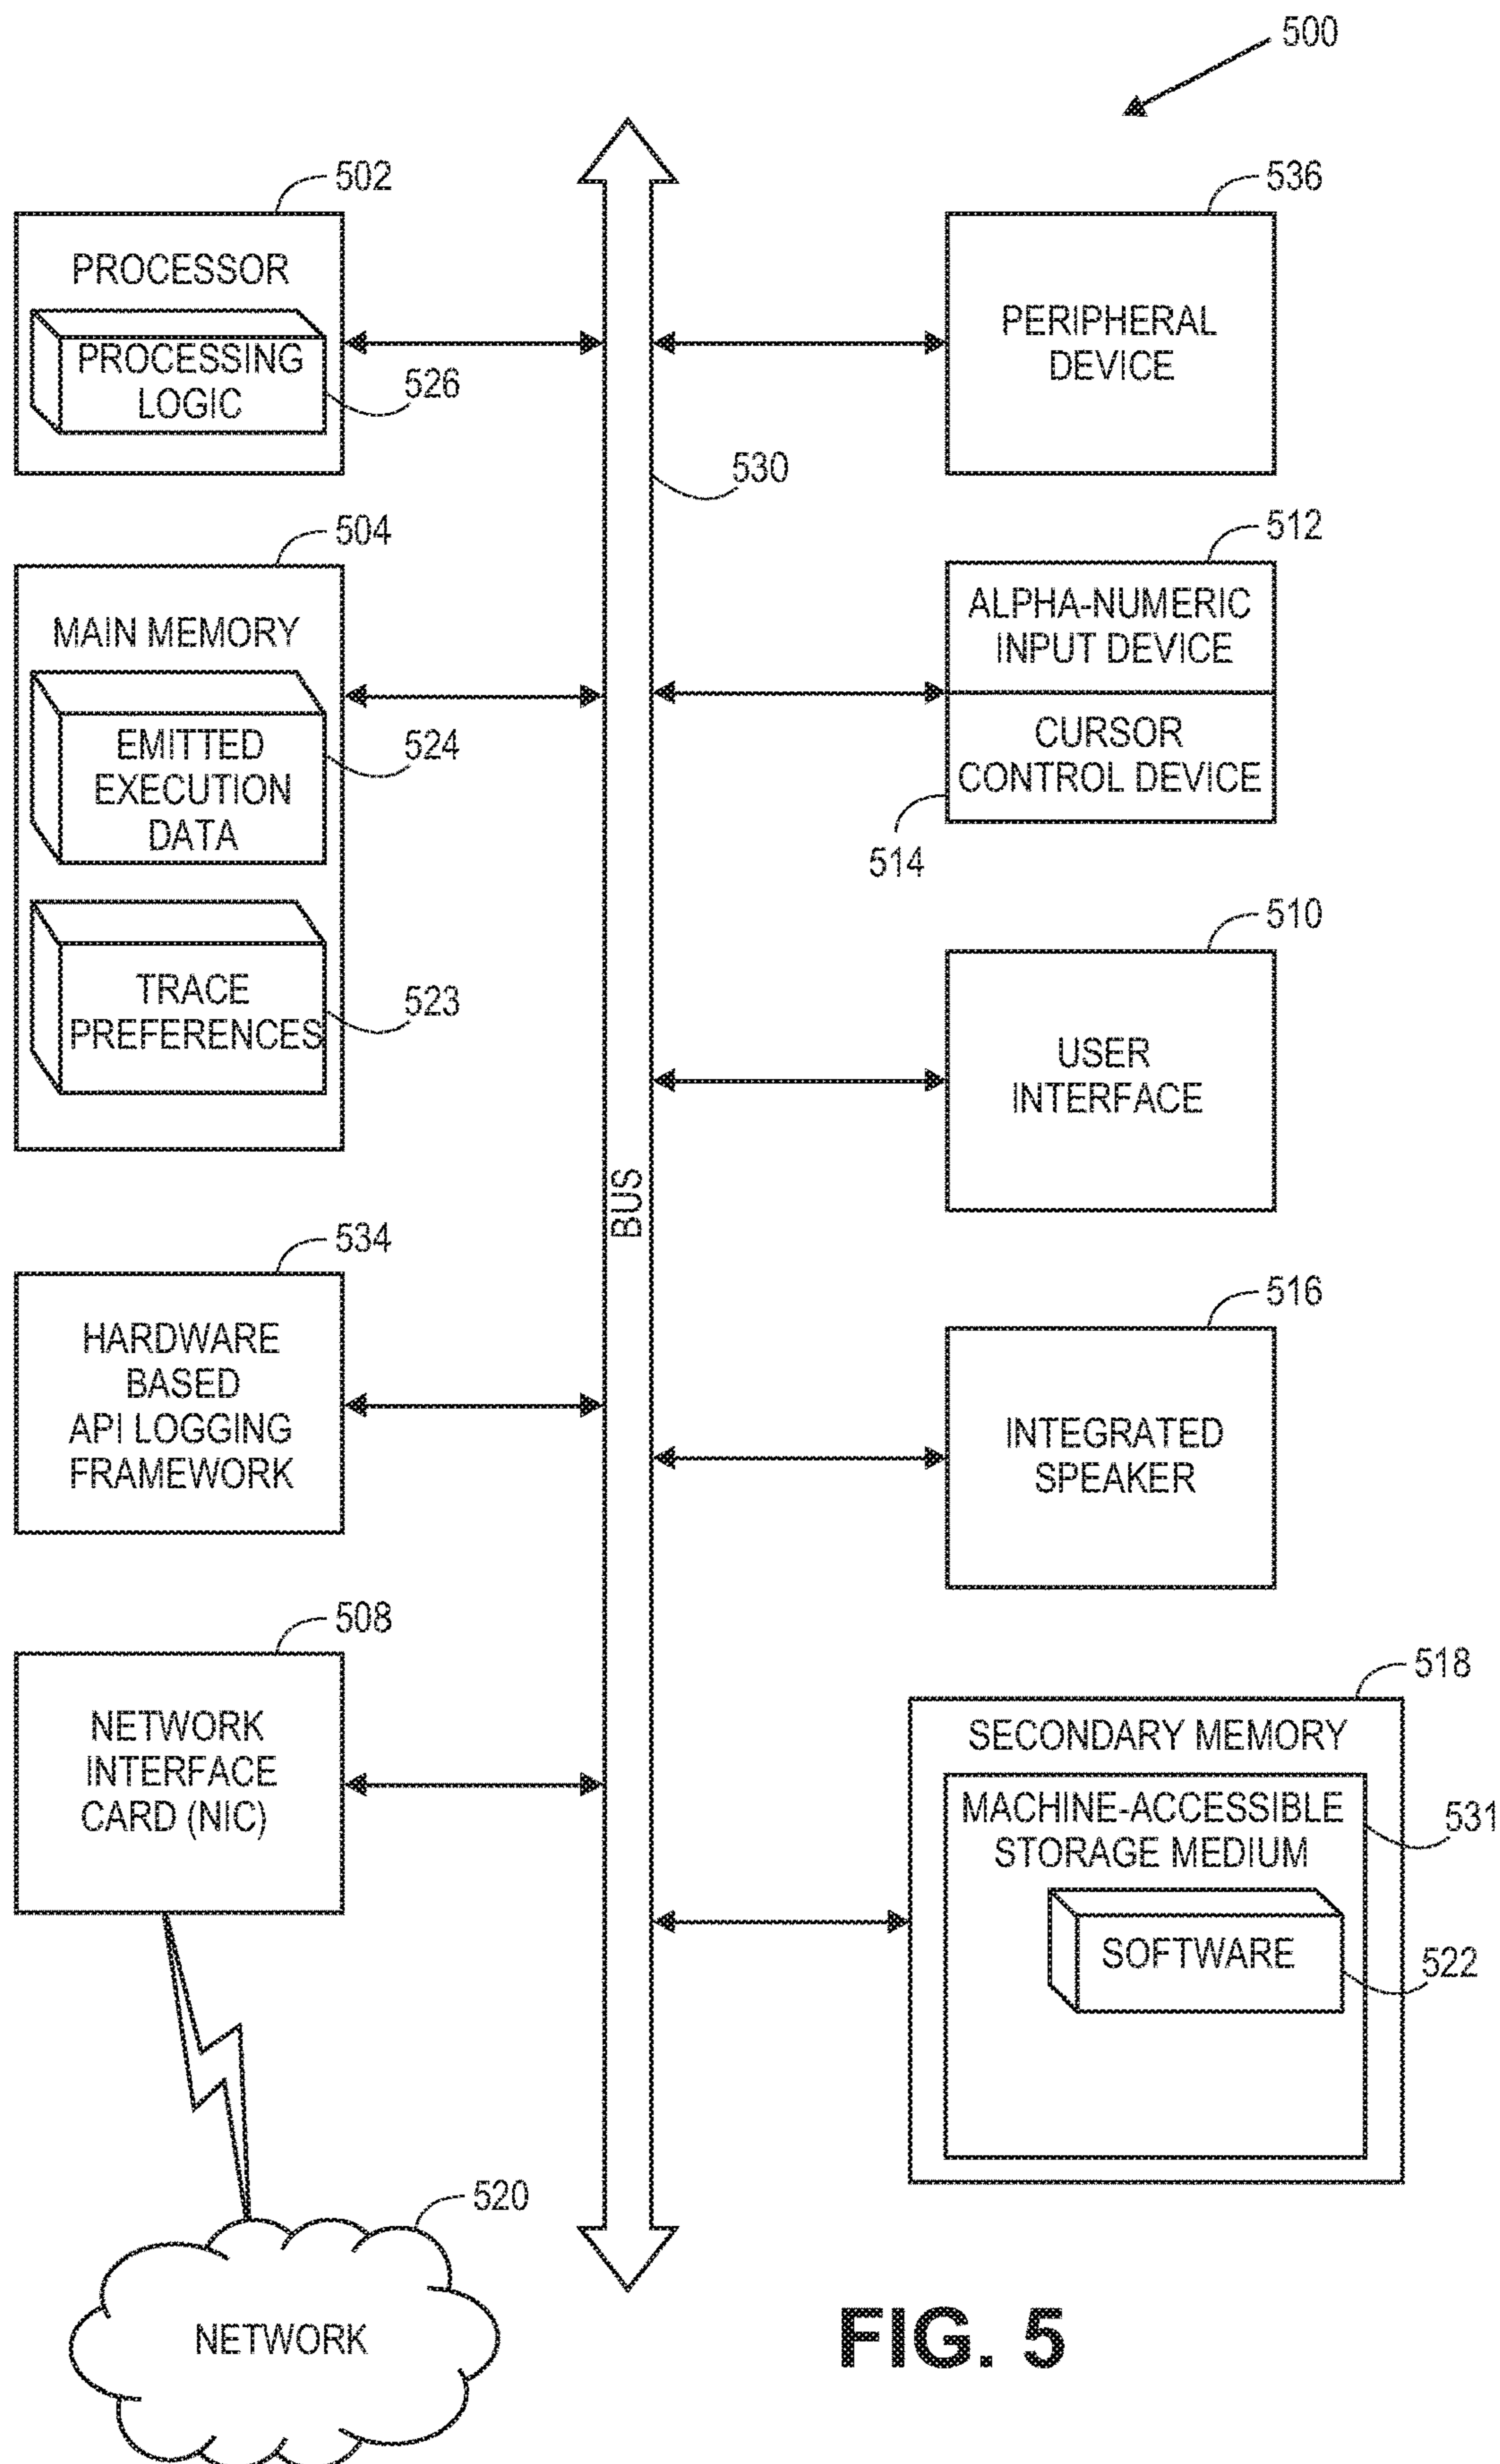 500
502
PROCESSOR
PROCESSING
LOGIC
526
536
PERIPHERAL
DEVICE
530
504
MAIN MEMORY
EMITTED
EXECUTION
DATA
524
TRACE
PREFERENCES
523
512
ALPHA-NUMERIC
INPUT DEVICE
CURSOR
CONTROL DEVICE
514
510
USER
INTERFACE
BUS
534
HARDWARE
BASED
API LOGGING
FRAMEWORK
516
INTEGRATED
SPEAKER
508
NETWORK
INTERFACE
CARD (NIC)
518
SECONDARY MEMORY
MACHINE-ACCESSIBLE
STORAGE MEDIUM
531
SOFTWARE
522
520
NETWORK
FIG. 5